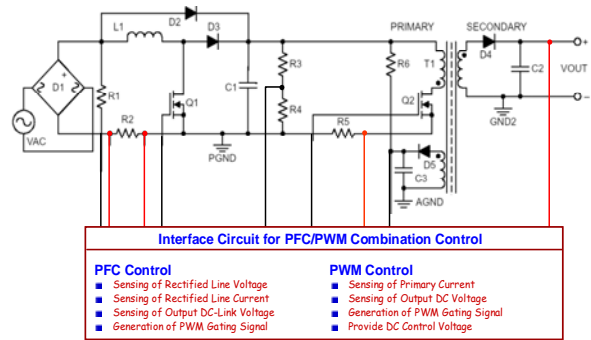 L1
D2
D3
PRIMARY
SECONDARY
D1
+
R1
R2
VAC
Q1
C1
R3
R4
PGND
R6
T1
Q2
R5
D5
C3
AGND
D4
C2
GND2
+
VOUT
–
Interface Circuit for PFC/PWM Combination Control
PFC Control
Sensing of Rectified Line Voltage
Sensing of Rectified Line Current
Sensing of Output DC-Link Voltage
Generation of PWM Gating Signal
PWM Control
Sensing of Primary Current
Sensing of Output DC Voltage
Generation of PWM Gating Signal
Provide DC Control Voltage